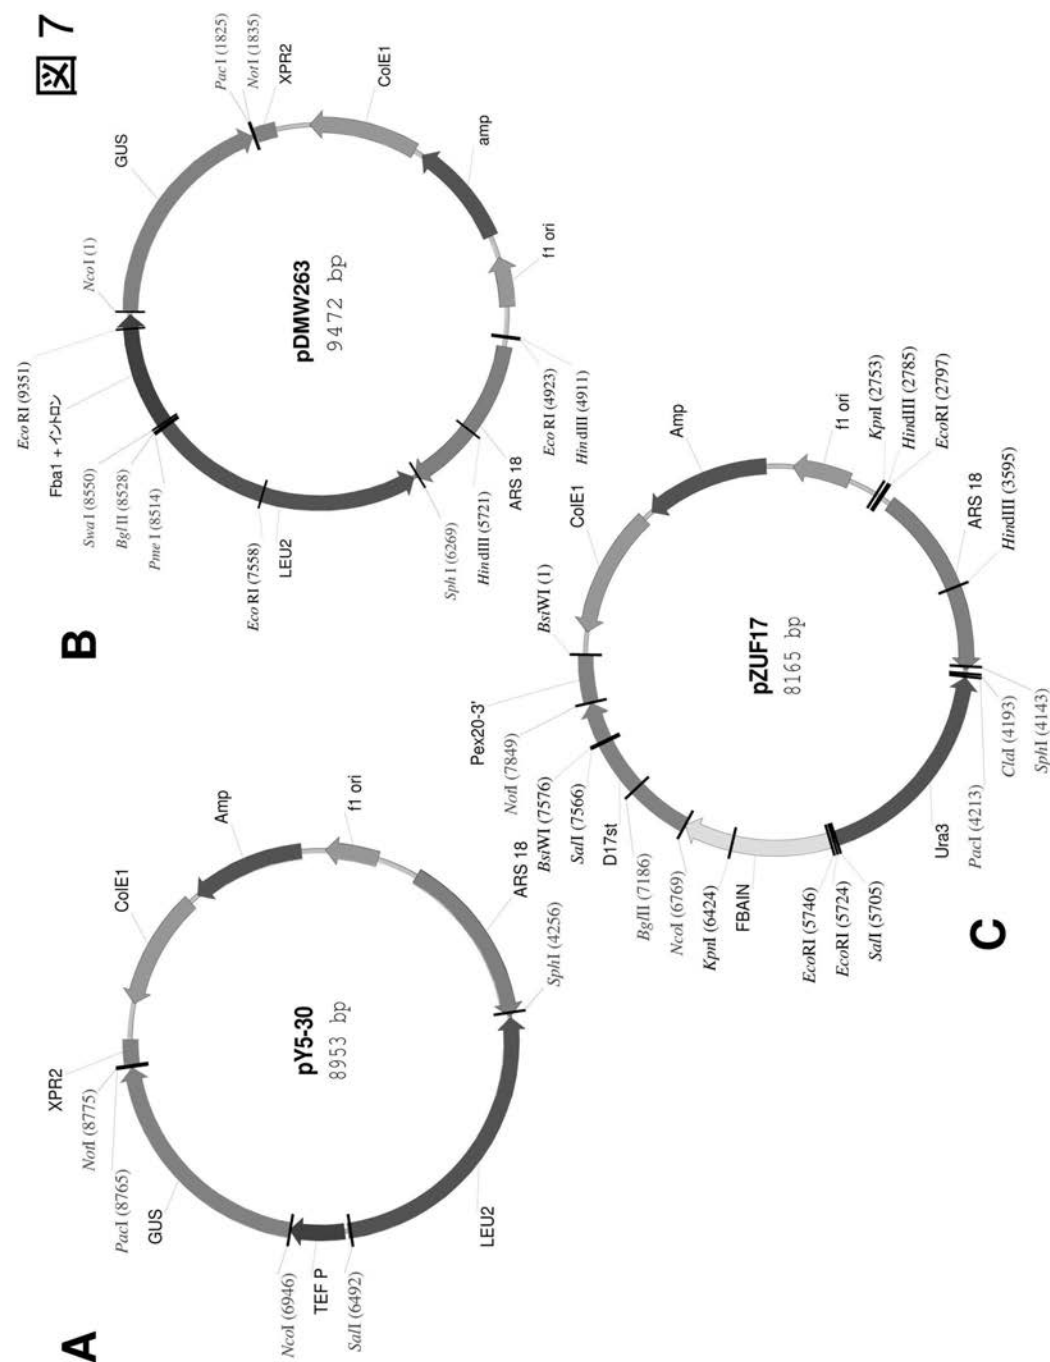 図 7
A
pY5-30
8953 bp
XPR2
NotI (8775)
PacI (8765)
GUS
NcoI (6946)
TEF P
SalI (6492)
LEU2
SphI (4256)
ARS 18
f1 ori
Amp
ColE1
B
pDMW263
9472 bp
NcoI (1)
GUS
PacI (1825)
NotI (1835)
XPR2
ColE1
amp
f1 ori
EcoRI (4923)
HindIII (4911)
ARS 18
HindIII (5721)
SphI (6269)
LEU2
EcoRI (7558)
PmeI (8514)
BglII (8528)
SwaI (8550)
Fba1 + イントロン
EcoRI (9351)
C
pZUF17
8165 bp
BsiWI (1)
ColE1
Amp
f1 ori
KpnI (2753)
HindIII (2785)
EcoRI (2797)
ARS 18
HindIII (3595)
SphI (4143)
ClaI (4193)
PacI (4213)
Ura3
SalI (5705)
EcoRI (5724)
EcoRI (5746)
FBAIN
KpnI (6424)
NcoI (6769)
BglII (7186)
D17st
SalI (7566)
BsiWI (7576)
NotI (7849)
Pex20-3'